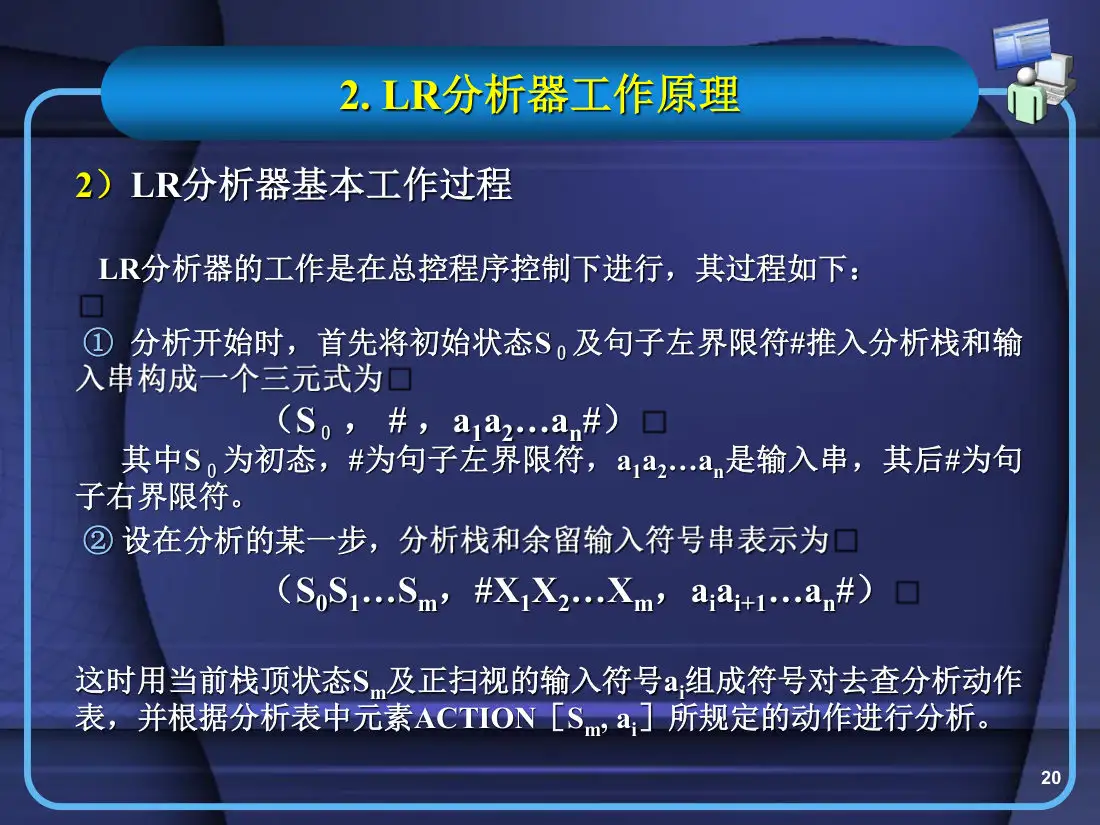 2. LR分析器工作原理
2）LR分析器基本工作过程
LR分析器的工作是在总控程序控制下进行，其过程如下：
□
① 分析开始时，首先将初始状态S₀及句子左界限符#推入分析栈和输
入串构成一个三元式为□
（S₀， #， a₁a₂…aₙ#）□
其中S₀为初态，#为句子左界限符，a₁a₂…aₙ是输入串，其后#为句
子右界限符。
② 设在分析的某一步，分析栈和余留输入符号串表示为□
（S₀S₁…Sₘ，#X₁X₂…Xₘ，aᵢaᵢ₊₁…aₙ#）□
这时用当前栈顶状态Sₘ及正扫视的输入符号aᵢ组成符号对去查分析动作
表，并根据分析表中元素ACTION［Sₘ, aᵢ］所规定的动作进行分析。
20